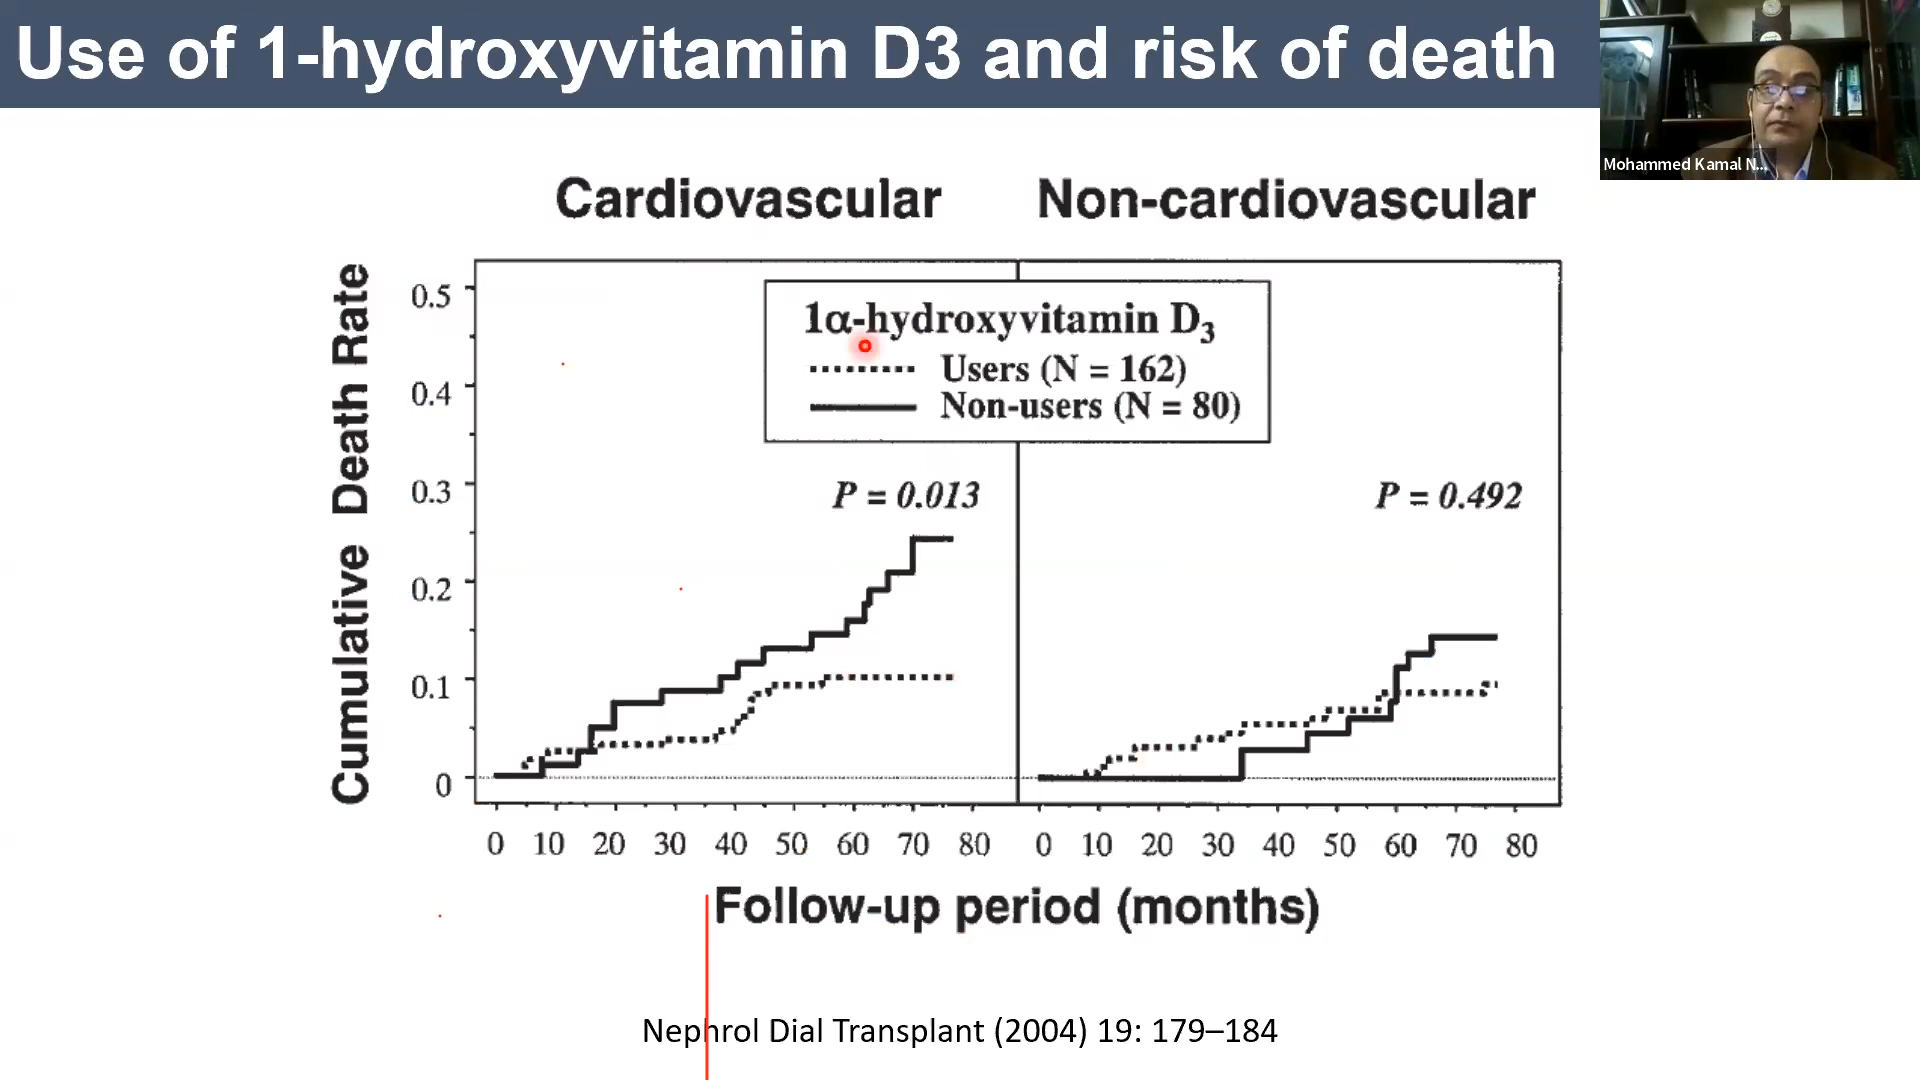 Use of 1-hydroxyvitamin D3 and risk of death
Mohammed Kamal N...
Cardiovascular
Non-cardiovascular
Cumulative Death Rate
0.5
0.4
0.3
0.2
0.1
0
1α-hydroxyvitamin D3
Users (N = 162)
Non-users (N = 80)
P = 0.013
P = 0.492
0 10 20 30 40 50 60 70 80
0 10 20 30 40 50 60 70 80
Follow-up period (months)
Nephrol Dial Transplant (2004) 19: 179–184